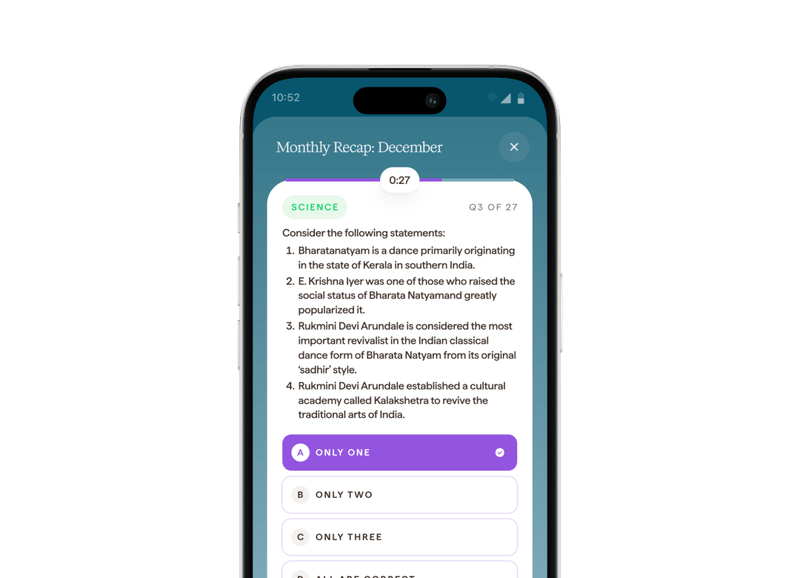 10:52
Monthly Recap: December
0:27
SCIENCE
Q3 OF 27
Consider the following statements:
1. Bharatanatyam is a dance primarily originating
in the state of Kerala in southern India.
2. E. Krishna Iyer was one of those who raised the
social status of Bharata Natyamand greatly
popularized it.
3. Rukmini Devi Arundale is considered the most
important revivalist in the Indian classical
dance form of Bharata Natyam from its original
‘sadhir’ style.
4. Rukmini Devi Arundale established a cultural
academy called Kalakshetra to revive the
traditional arts of India.
A ONLY ONE
B ONLY TWO
C ONLY THREE
D ALL ARE CORRECT